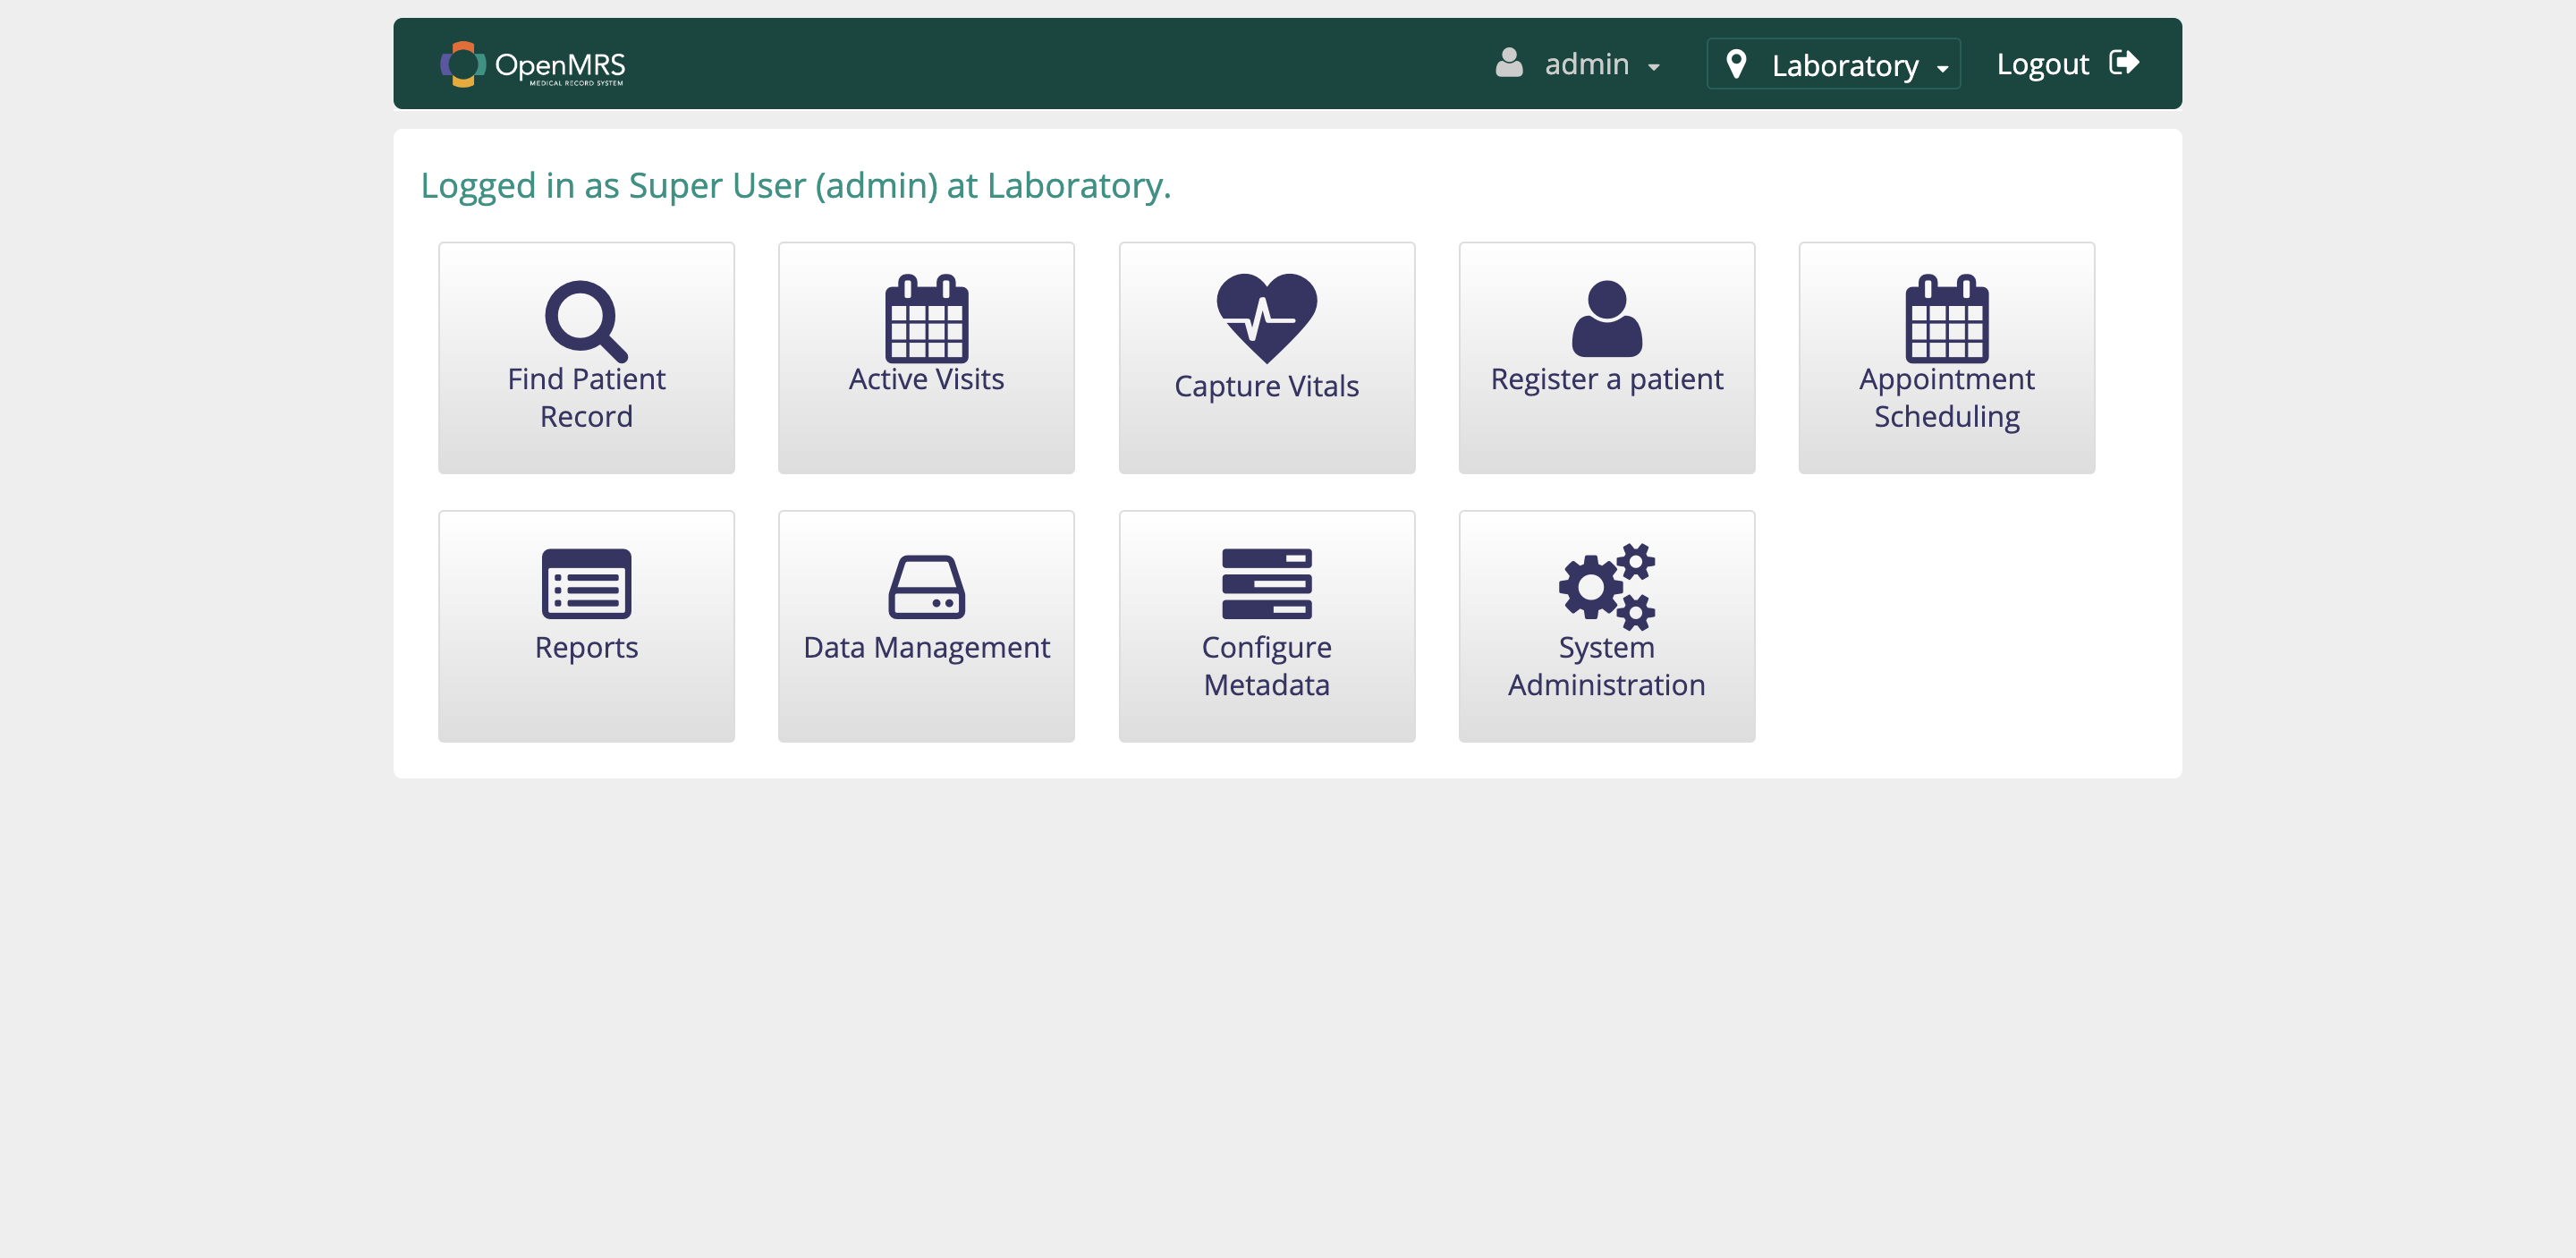 OpenMRS
MEDICAL RECORD SYSTEM
admin
Laboratory
Logout
Logged in as Super User (admin) at Laboratory.
Find Patient
Record
Active Visits
Capture Vitals
Register a patient
Appointment
Scheduling
Reports
Data Management
Configure
Metadata
System
Administration